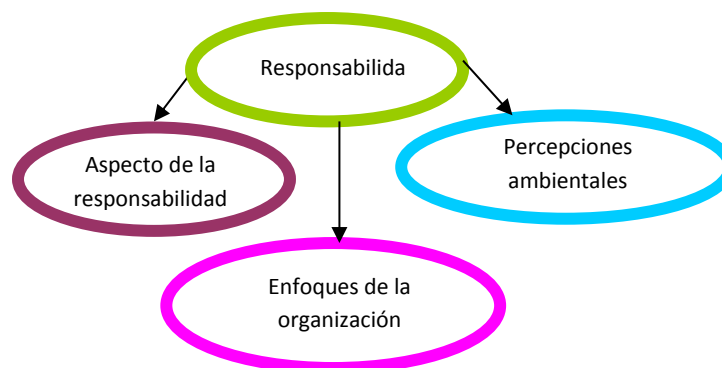 Responsabilida
Aspecto de la
responsabilidad
Percepciones
ambientales
Enfoques de la
organización